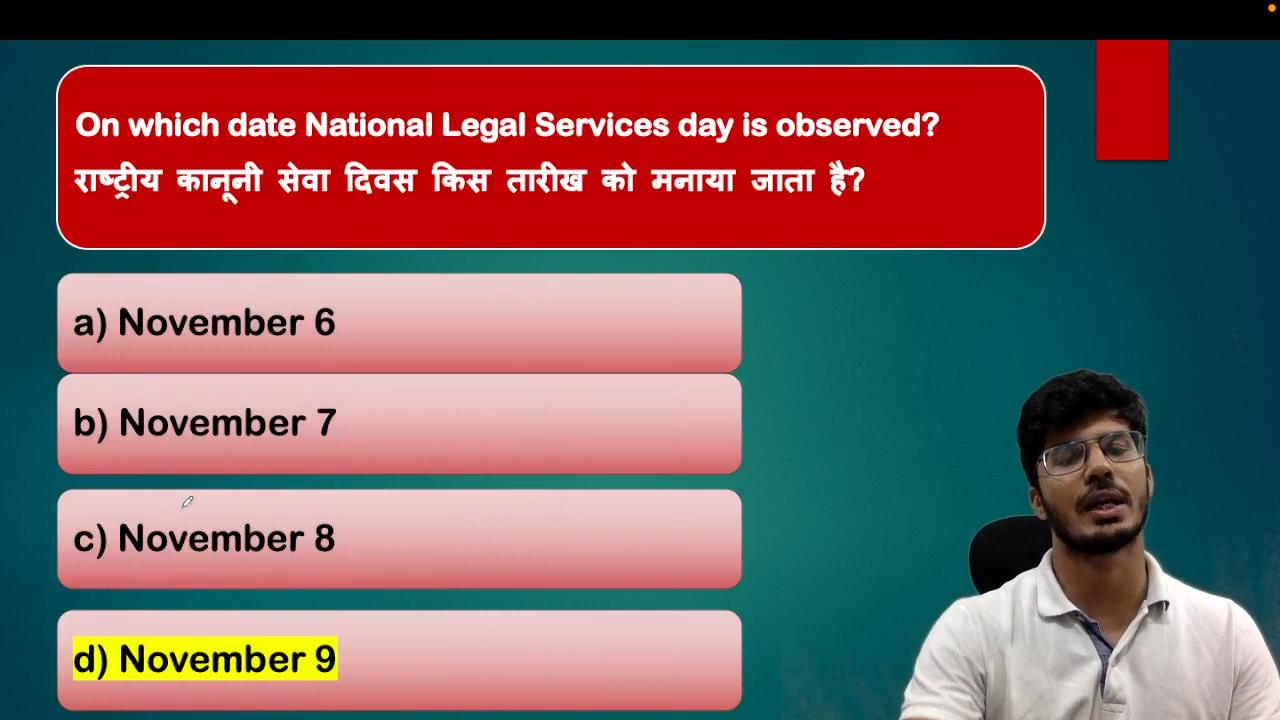 On which date National Legal Services day is observed?
राष्ट्रीय कानूनी सेवा दिवस किस तारीख को मनाया जाता है?
a) November 6
b) November 7
c) November 8
d) November 9